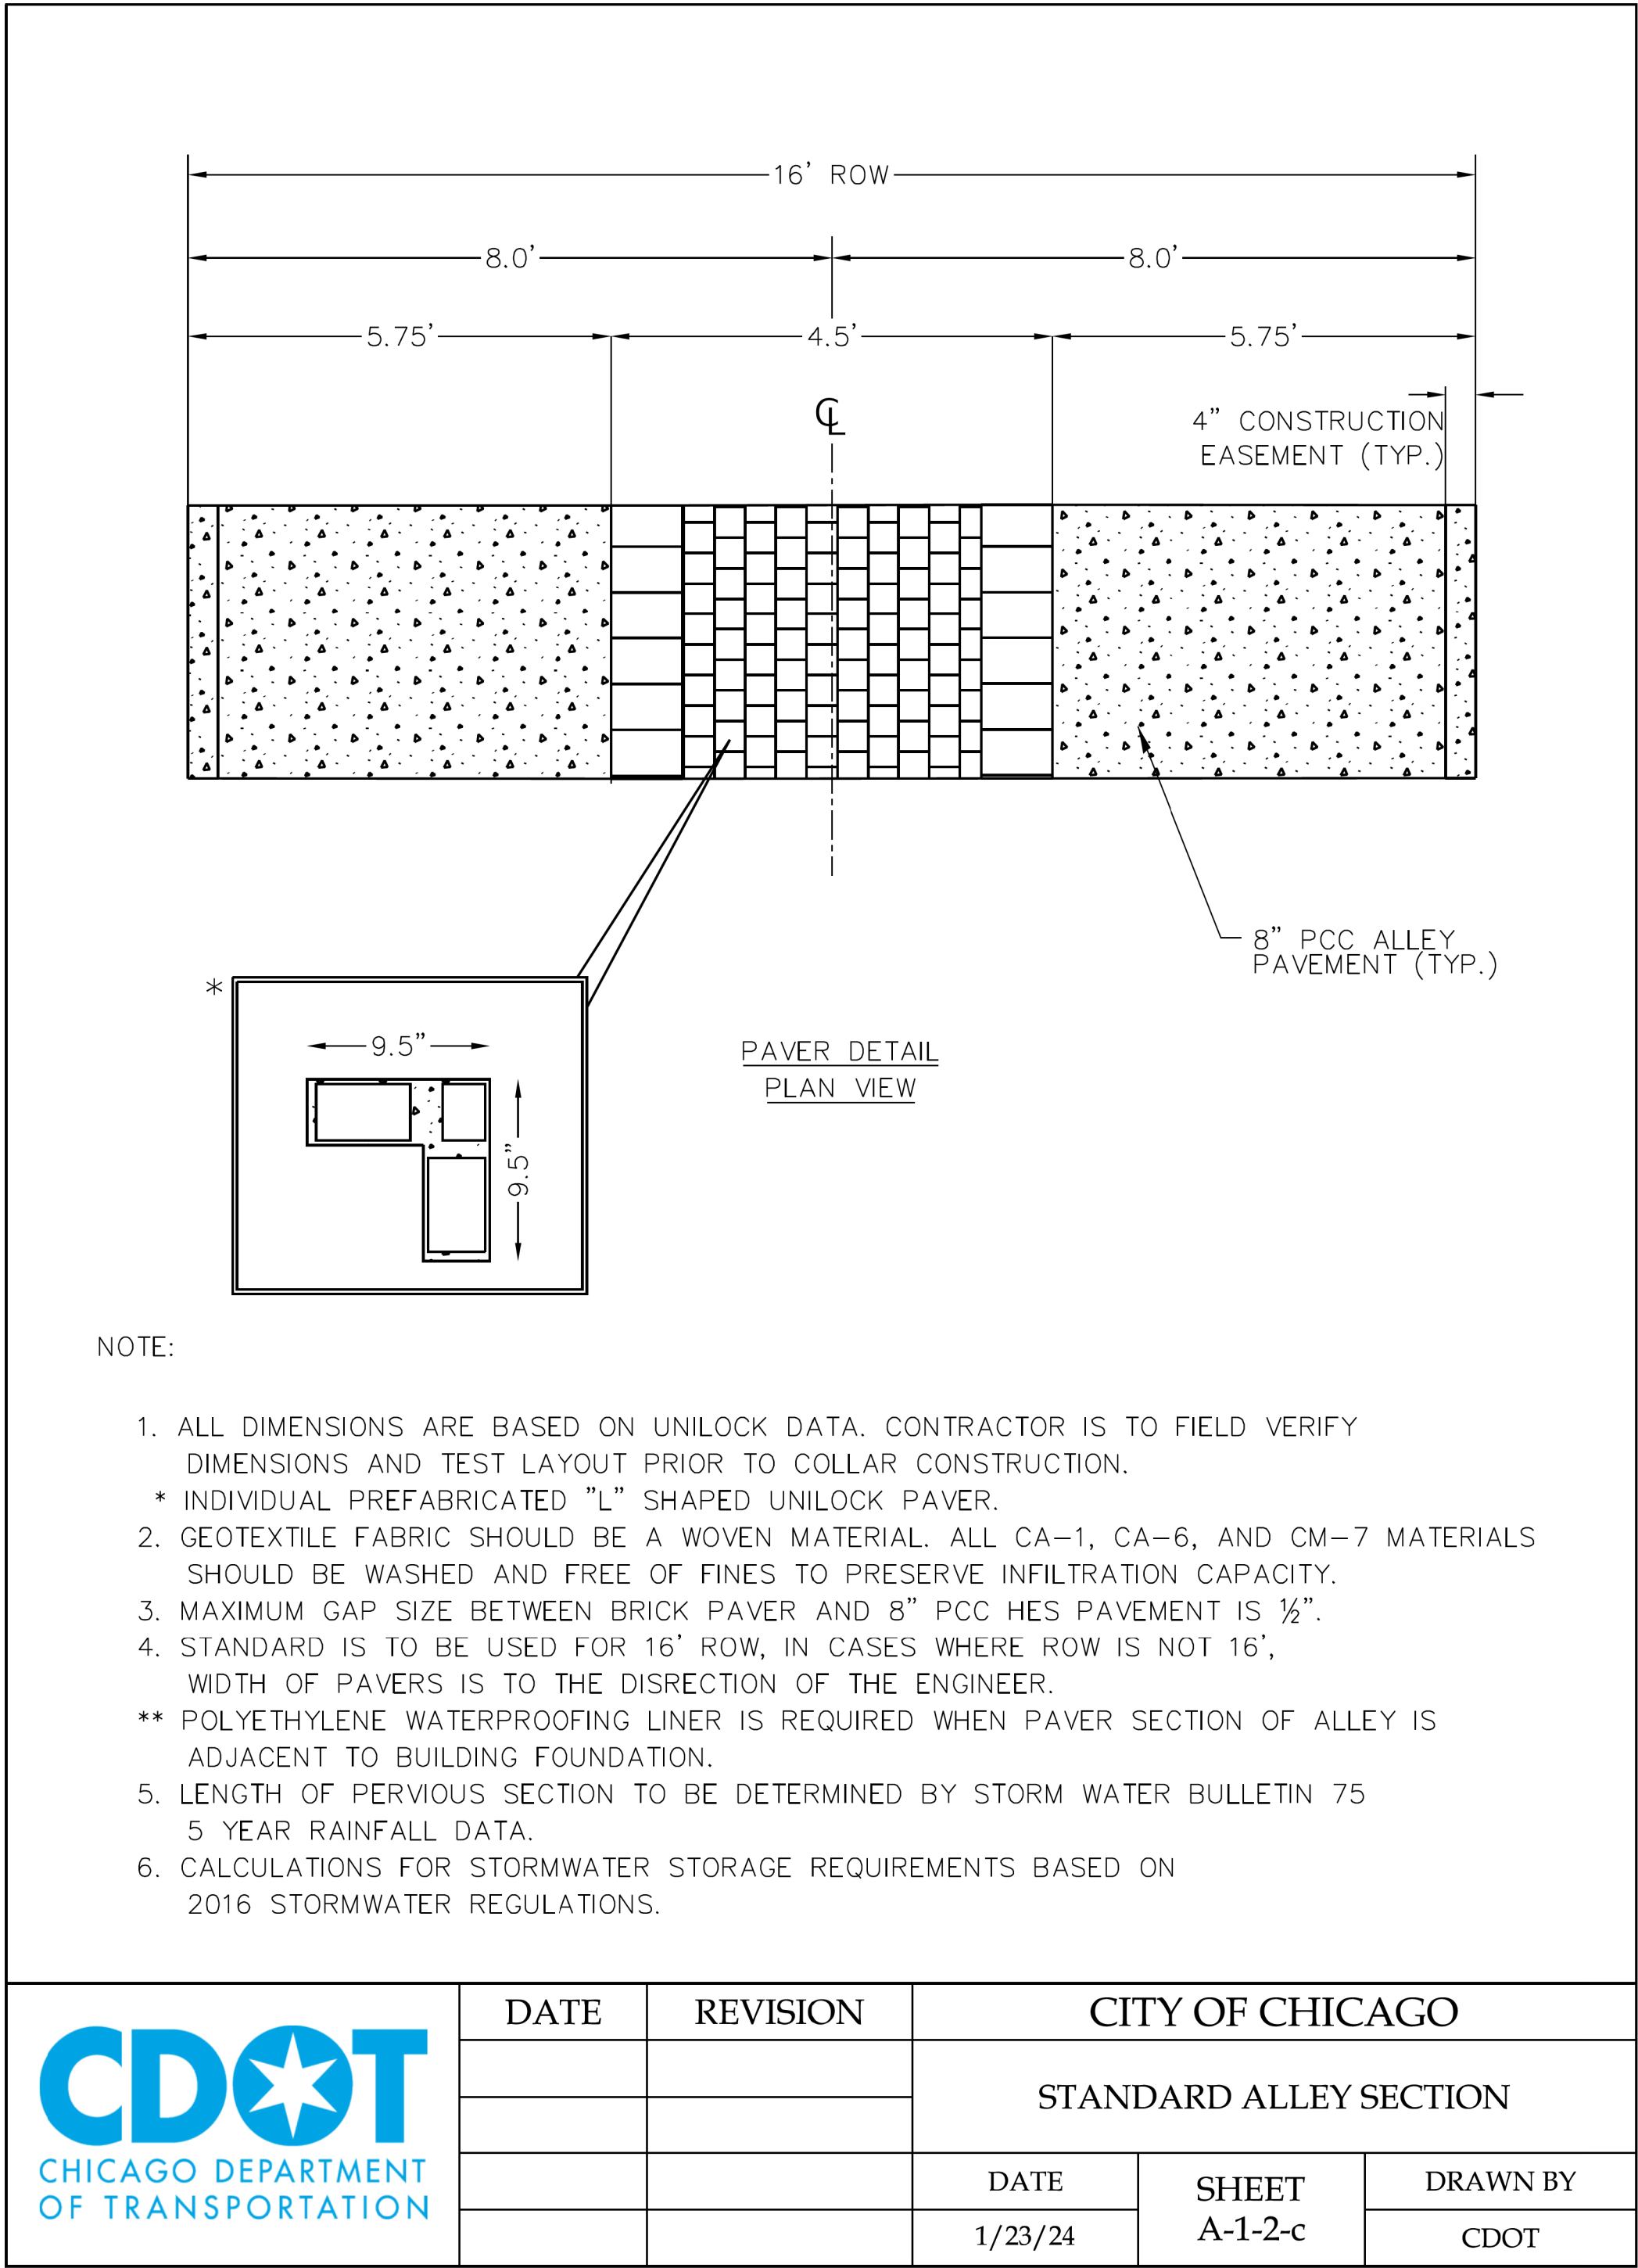 16' ROW
8.0'
8.0'
5.75'
4.5'
5.75'
CL
4" CONSTRUCTION
EASEMENT (TYP.)
8" PCC ALLEY
PAVEMENT (TYP.)
*
9.5"
9.5"
PAVER DETAIL
PLAN VIEW
NOTE:
1. ALL DIMENSIONS ARE BASED ON UNILOCK DATA. CONTRACTOR IS TO FIELD VERIFY
DIMENSIONS AND TEST LAYOUT PRIOR TO COLLAR CONSTRUCTION.
* INDIVIDUAL PREFABRICATED "L" SHAPED UNILOCK PAVER.
2. GEOTEXTILE FABRIC SHOULD BE A WOVEN MATERIAL. ALL CA-1, CA-6, AND CM-7 MATERIALS
SHOULD BE WASHED AND FREE OF FINES TO PRESERVE INFILTRATION CAPACITY.
3. MAXIMUM GAP SIZE BETWEEN BRICK PAVER AND 8" PCC HES PAVEMENT IS ½".
4. STANDARD IS TO BE USED FOR 16' ROW, IN CASES WHERE ROW IS NOT 16',
WIDTH OF PAVERS IS TO THE DISRECTION OF THE ENGINEER.
** POLYETHYLENE WATERPROOFING LINER IS REQUIRED WHEN PAVER SECTION OF ALLEY IS
ADJACENT TO BUILDING FOUNDATION.
5. LENGTH OF PERVIOUS SECTION TO BE DETERMINED BY STORM WATER BULLETIN 75
5 YEAR RAINFALL DATA.
6. CALCULATIONS FOR STORMWATER STORAGE REQUIREMENTS BASED ON
2016 STORMWATER REGULATIONS.
CDOT
CHICAGO DEPARTMENT
OF TRANSPORTATION
DATE
REVISION
CITY OF CHICAGO
STANDARD ALLEY SECTION
DATE
1/23/24
SHEET
A-1-2-c
DRAWN BY
CDOT